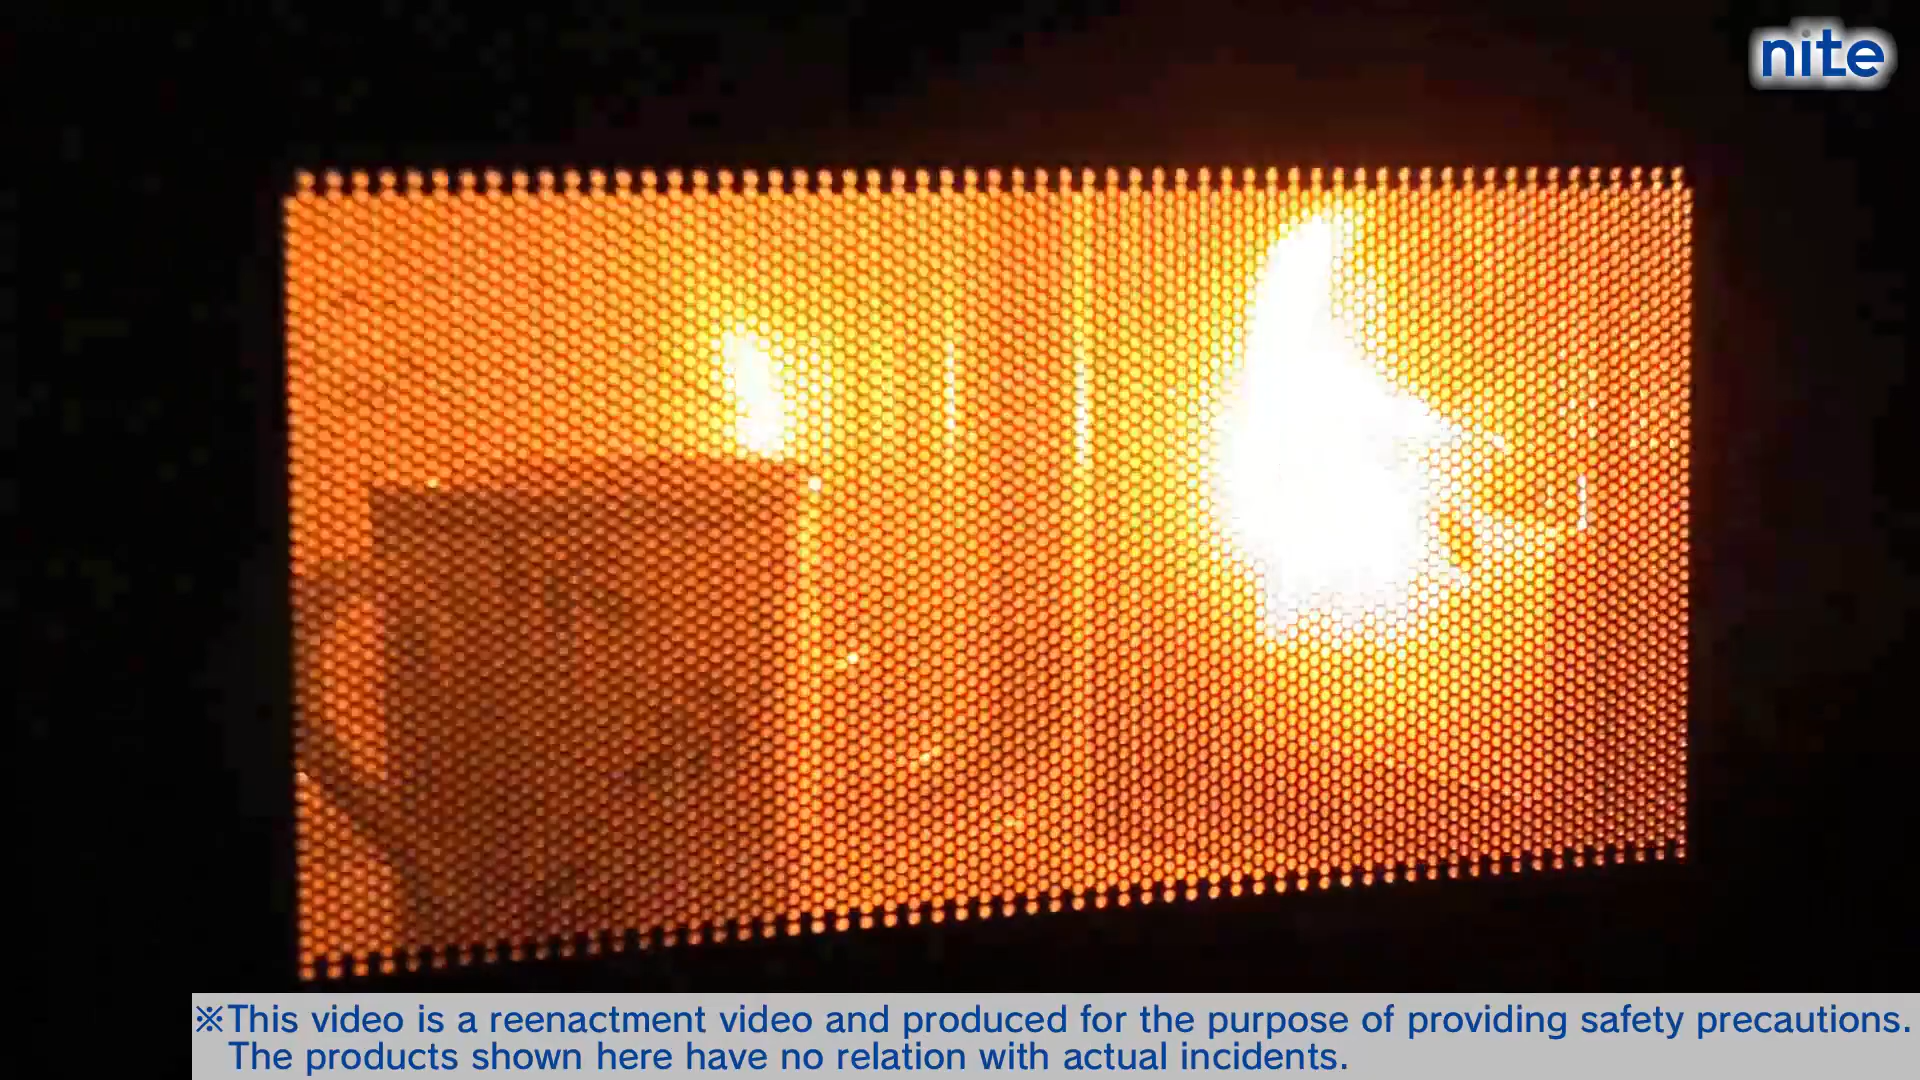 nite
※This video is a reenactment video and produced for the purpose of providing safety precautions.
The products shown here have no relation with actual incidents.